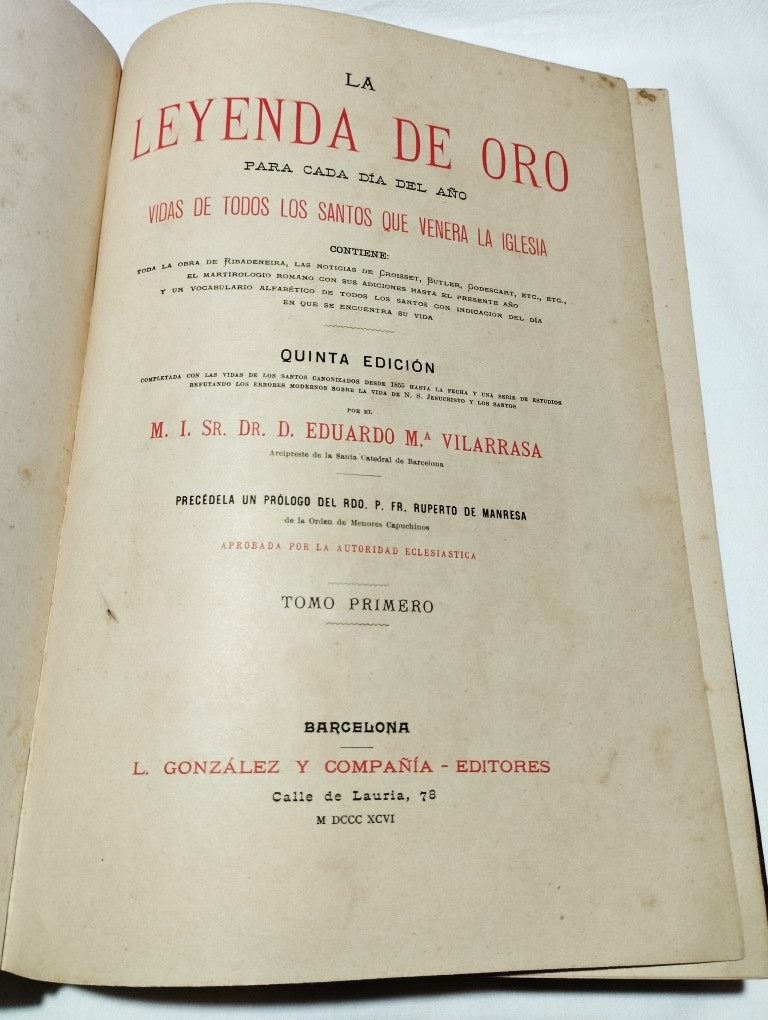 LA
LEYENDA DE ORO
PARA CADA DÍA DEL AÑO
VIDAS DE TODOS LOS SANTOS QUE VENERA LA IGLESIA
CONTIENE:
TODA LA OBRA DE RIBADENEIRA, LAS NOTICIAS DE CROISSET, BUTLER, GODESCART, ETC., ETC.,
EL MARTIROLOGIO ROMANO CON SUS ADICIONES HASTA EL PRESENTE AÑO
Y UN VOCABULARIO ALFABÉTICO DE TODOS LOS SANTOS CON INDICACION DEL DÍA
EN QUE SE ENCUENTRA SU VIDA
QUINTA EDICIÓN
COMPLETADA CON LAS VIDAS DE LOS SANTOS CANONIZADOS DESDE 1855 HASTA LA FECHA Y UNA SERIE DE ESTUDIOS
REFUTANDO LOS ERRORES MODERNOS SOBRE LA VIDA DE N. S. JESUCRISTO Y LOS SANTOS
POR EL
M. I. SR. DR. D. EDUARDO M.ª VILARRASA
Arcipreste de la Santa Catedral de Barcelona
PRECÉDELA UN PRÓLOGO DEL RDO. P. FR. RUPERTO DE MANRESA
de la Orden de Menores Capuchinos
APROBADA POR LA AUTORIDAD ECLESIASTICA
TOMO PRIMERO
BARCELONA
L. GONZÁLEZ Y COMPAÑÍA - EDITORES
Calle de Lauria, 78
M DCCC XCVI